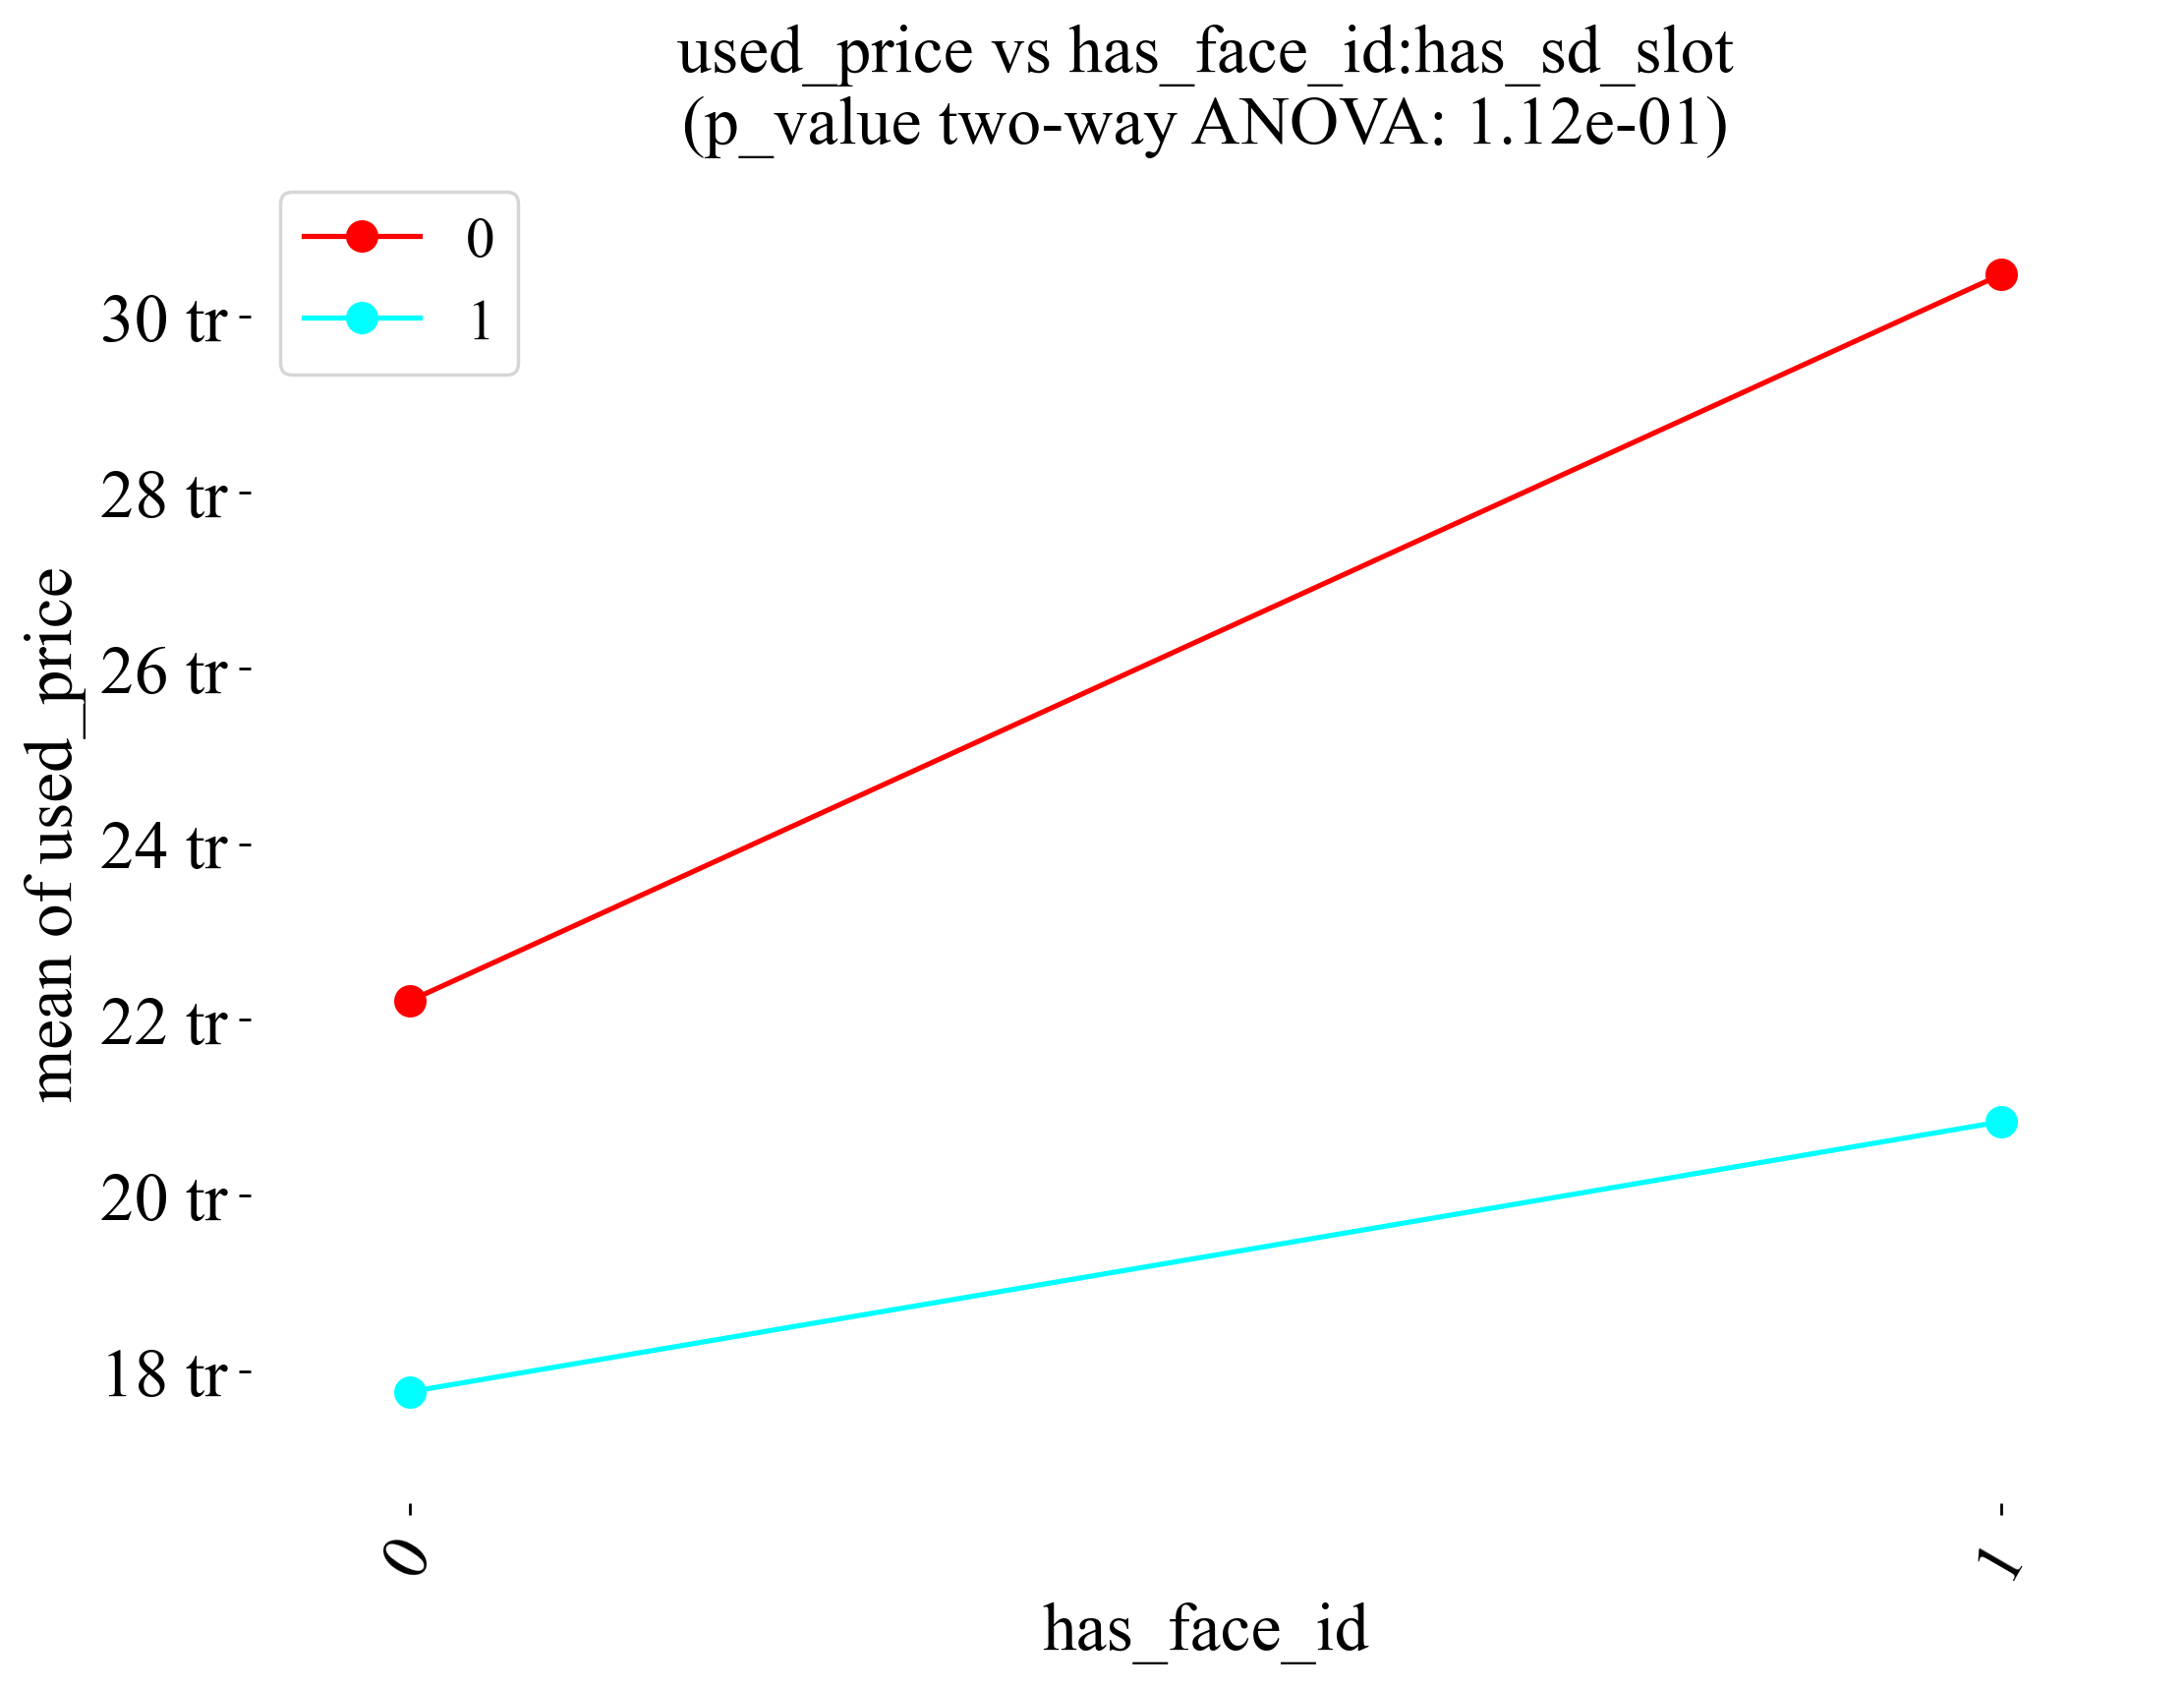 used_price vs has_face_id:has_sd_slot
(p_value two-way ANOVA: 1.12e-01)
0
1
30 tr
28 tr
26 tr
24 tr
22 tr
20 tr
18 tr
mean of used_price
0
1
has_face_id